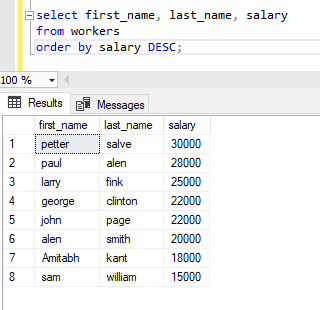 select first_name, last_name, salary
from workers
order by salary DESC;
100 %
Results Messages
first_name last_name salary
1 petter salve 30000
2 paul alen 28000
3 larry fink 25000
4 george clinton 22000
5 john page 22000
6 alen smith 20000
7 Amitabh kant 18000
8 sam william 15000